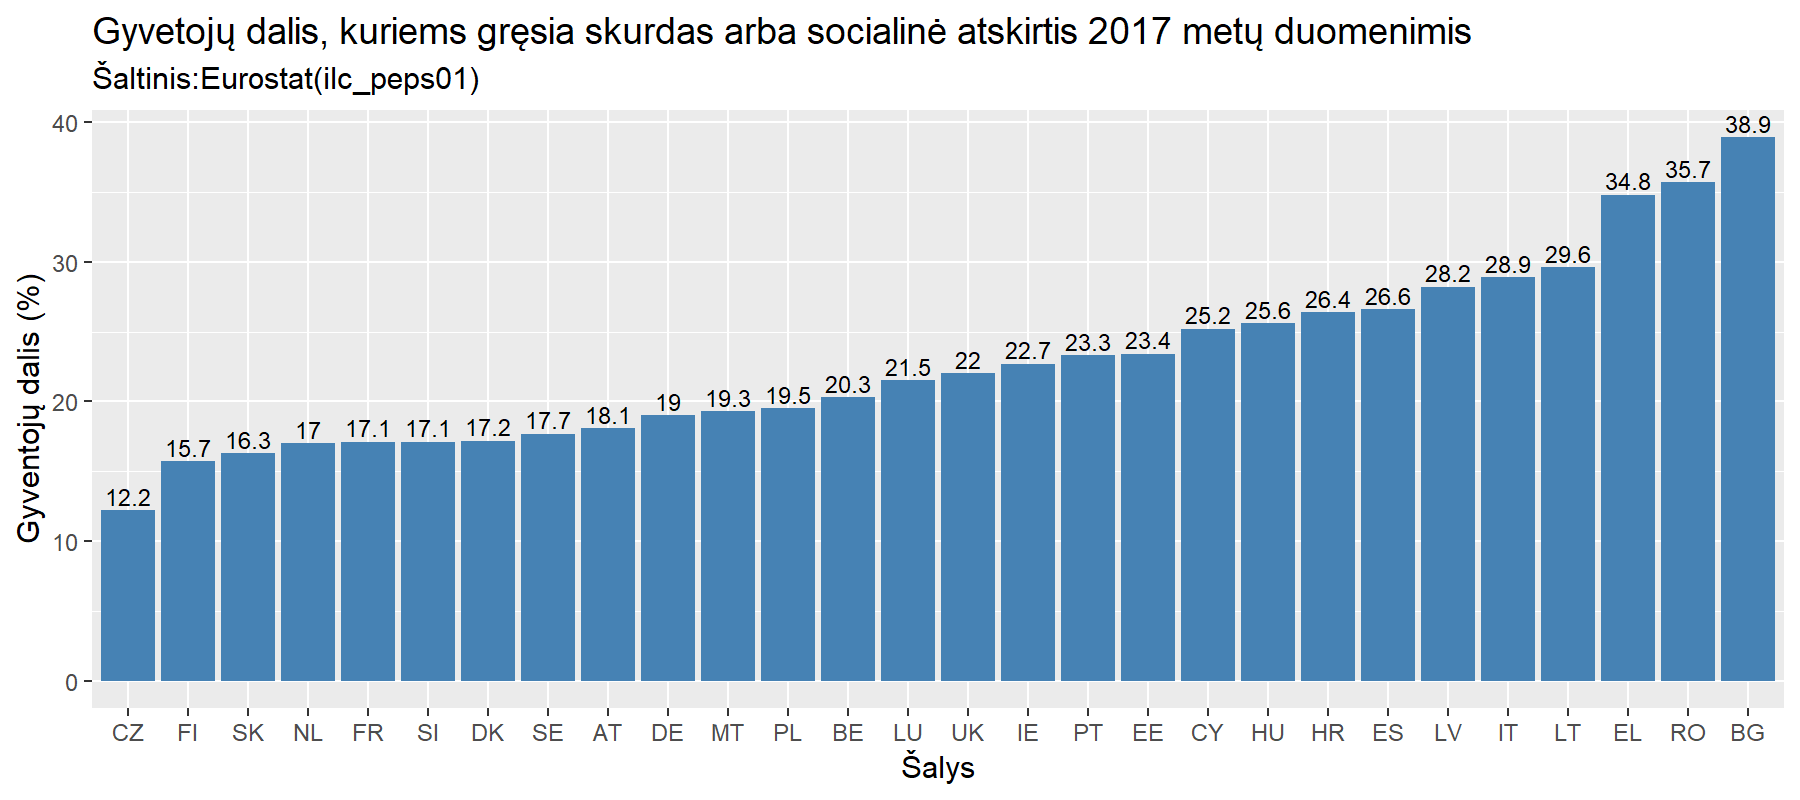 Gyvetojų dalis, kuriems gręsia skurdas arba socialinė atskirtis 2017 metų duomenimis
Šaltinis:Eurostat(ilc_peps01)
Gyventojų dalis (%)
40
30
20
10
0
12.2 15.7 16.3 17 17.1 17.1 17.2 17.7 18.1 19 19.3 19.5 20.3 21.5 22 22.7 23.3 23.4 25.2 25.6 26.4 26.6 28.2 28.9 29.6 34.8 35.7 38.9
CZ FI SK NL FR SI DK SE AT DE MT PL BE LU UK IE PT EE CY HU HR ES LV IT LT EL RO BG
Šalys